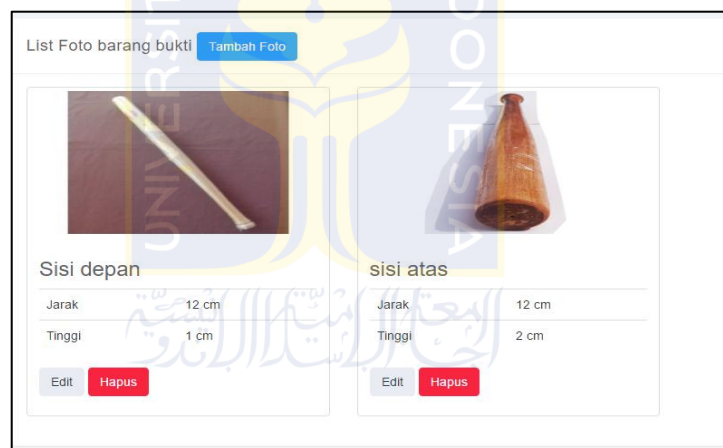 List Foto barang bukti Tambah Foto
Sisi depan
Jarak 12 cm
Tinggi 1 cm
Edit Hapus
sisi atas
Jarak 12 cm
Tinggi 2 cm
Edit Hapus